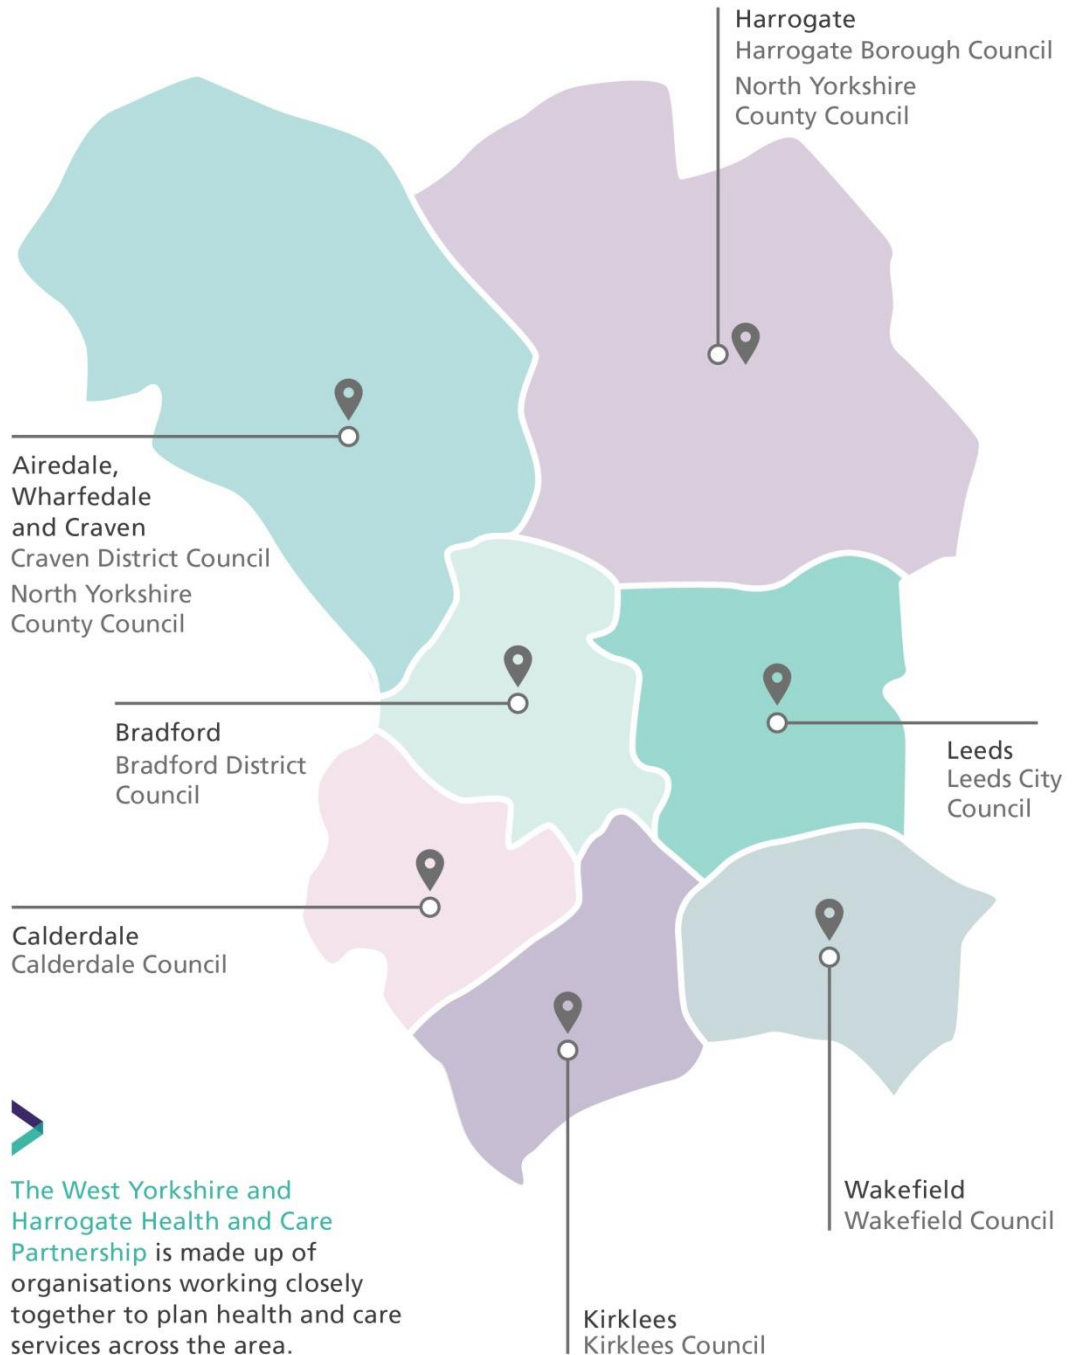 Harrogate
Harrogate Borough Council
North Yorkshire
County Council
Airedale,
Wharfedale
and Craven
Craven District Council
North Yorkshire
County Council
Bradford
Bradford District
Council
Leeds
Leeds City
Council
Calderdale
Calderdale Council
Wakefield
Wakefield Council
Kirklees
Kirklees Council
The West Yorkshire and
Harrogate Health and Care
Partnership is made up of
organisations working closely
together to plan health and care
services across the area.